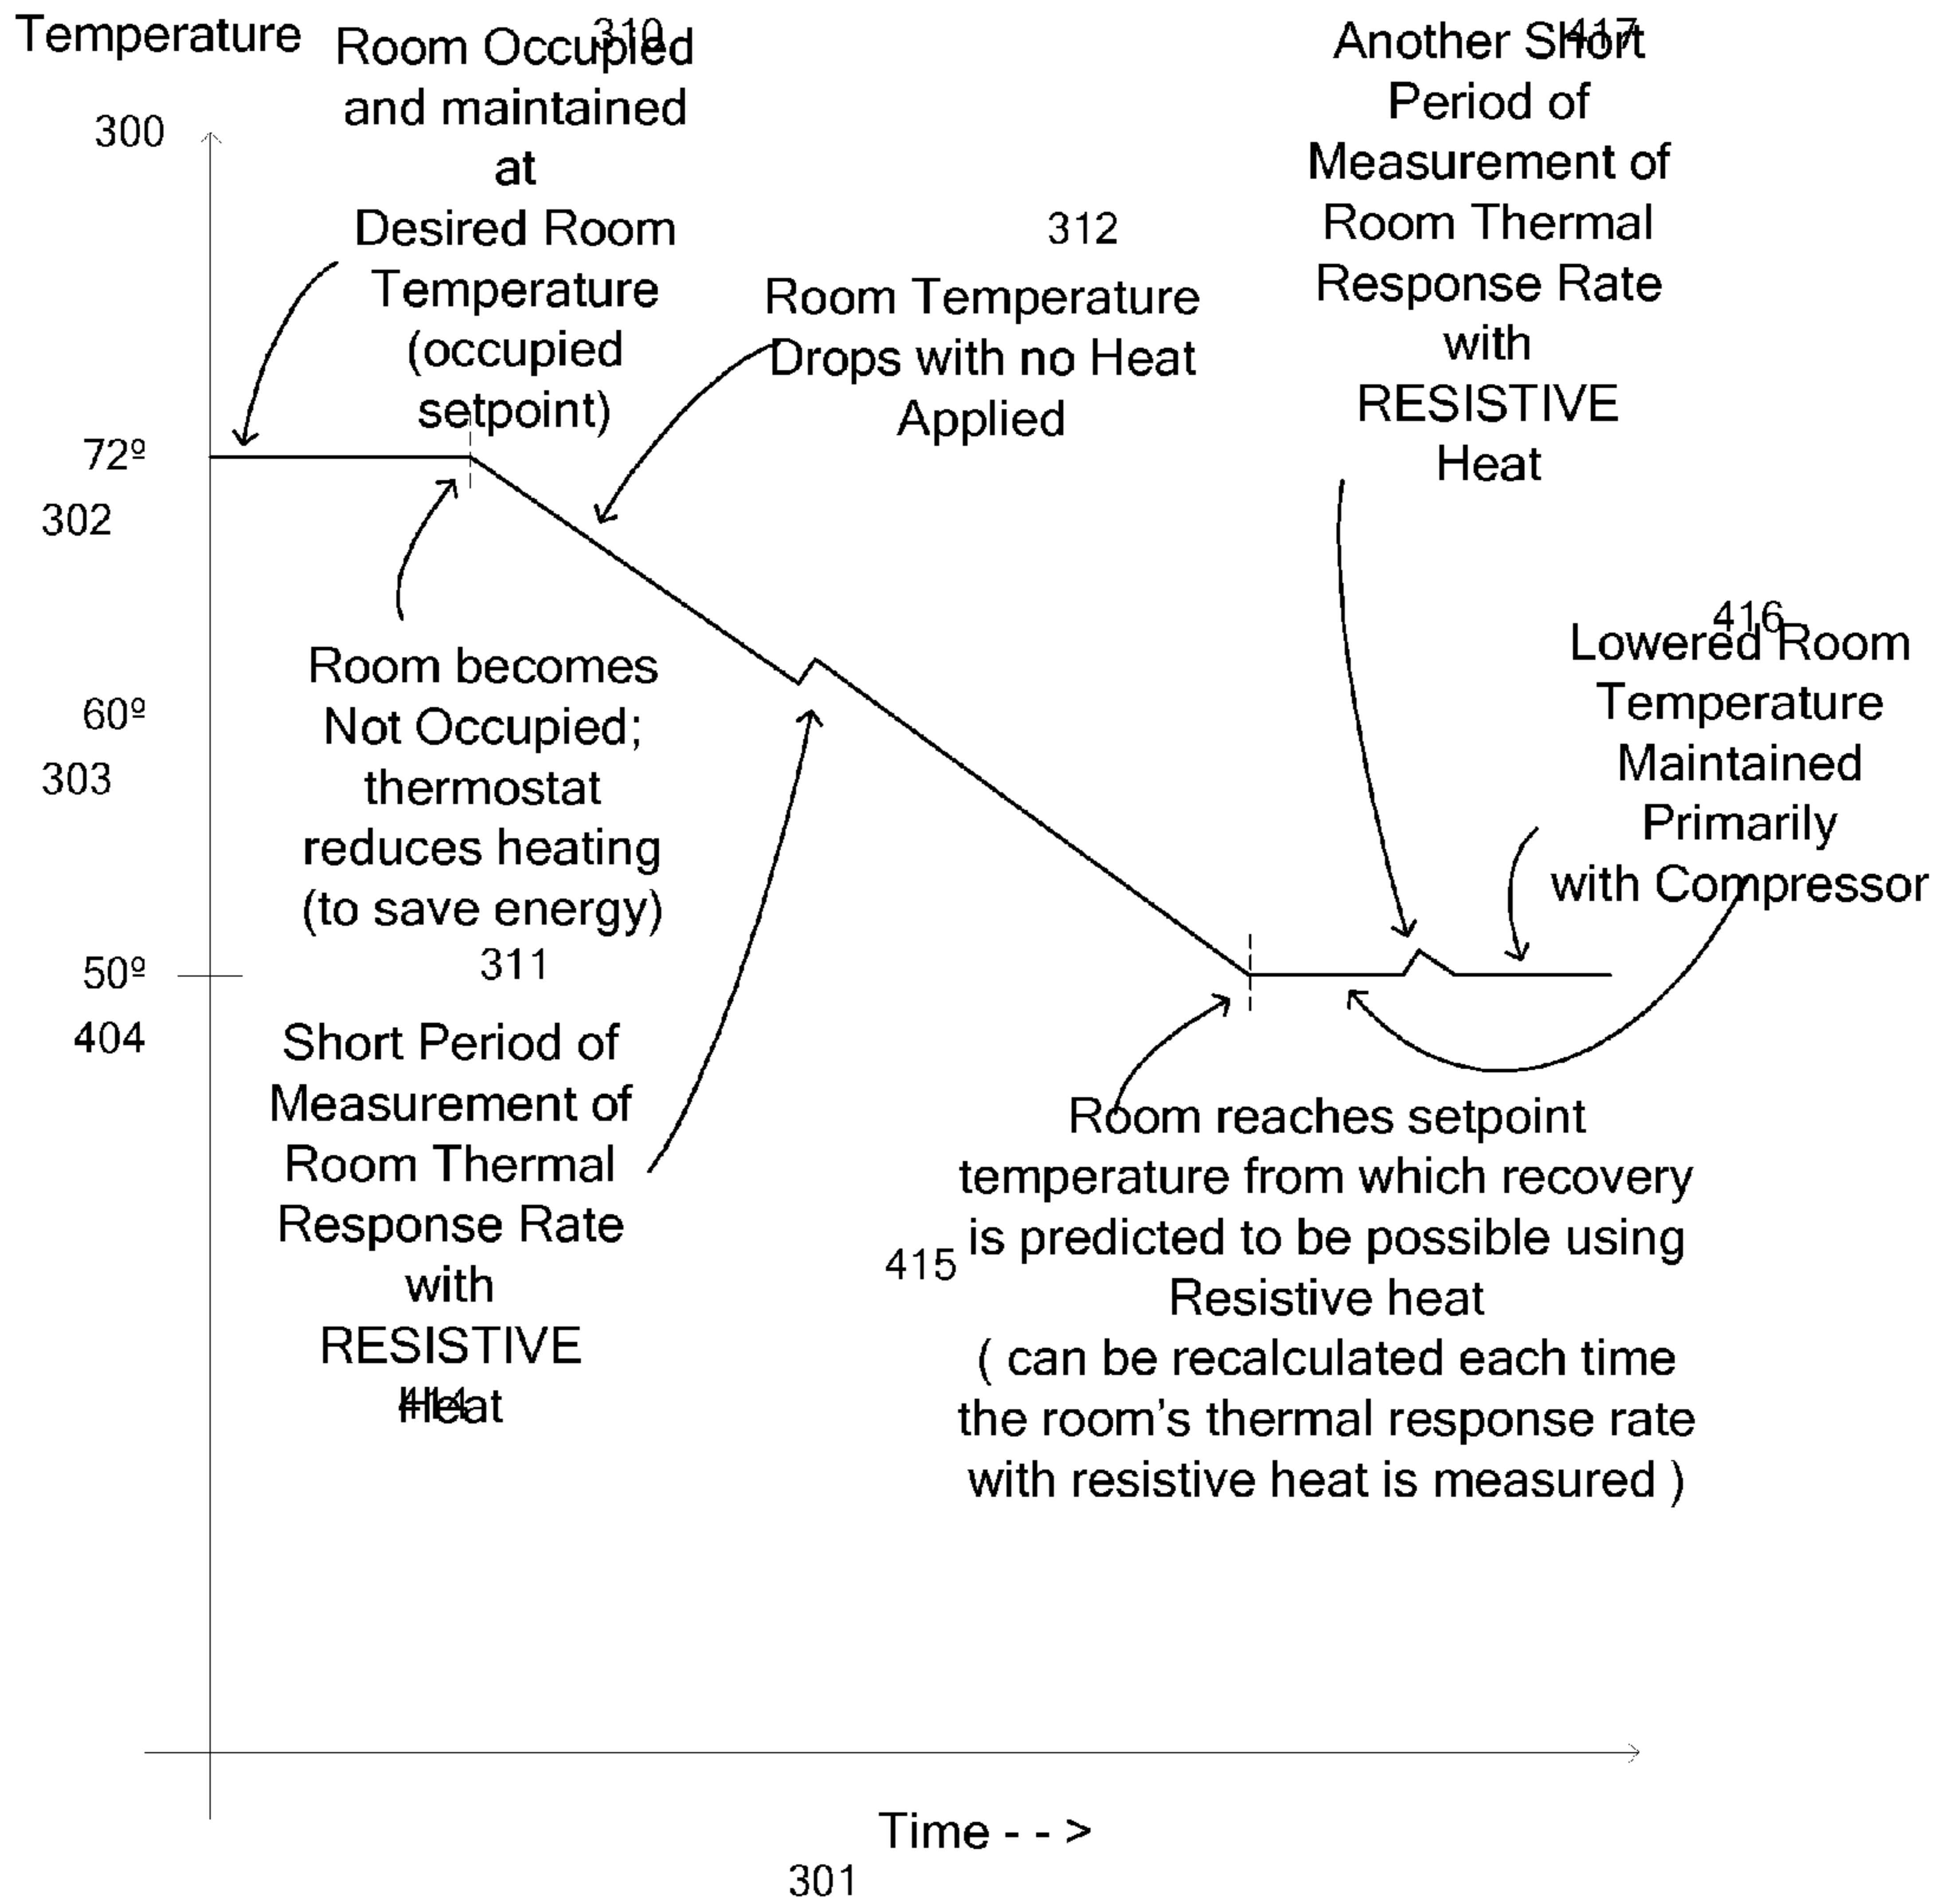 Temperature
300
310
Room Occupied
and maintained
at
Desired Room
Temperature
(occupied
setpoint)
312
Room Temperature
Drops with no Heat
Applied
417
Another Short
Period of
Measurement of
Room Thermal
Response Rate
with
RESISTIVE
Heat
72º
302
60º
303
50º
404
Room becomes
Not Occupied;
thermostat
reduces heating
(to save energy)
311
416
Lowered Room
Temperature
Maintained
Primarily
with Compressor
Short Period of
Measurement of
Room Thermal
Response Rate
with
RESISTIVE
Heat
414
Room reaches setpoint
temperature from which recovery
is predicted to be possible using
Resistive heat
( can be recalculated each time
the room's thermal response rate
with resistive heat is measured )
415
Time - - >
301